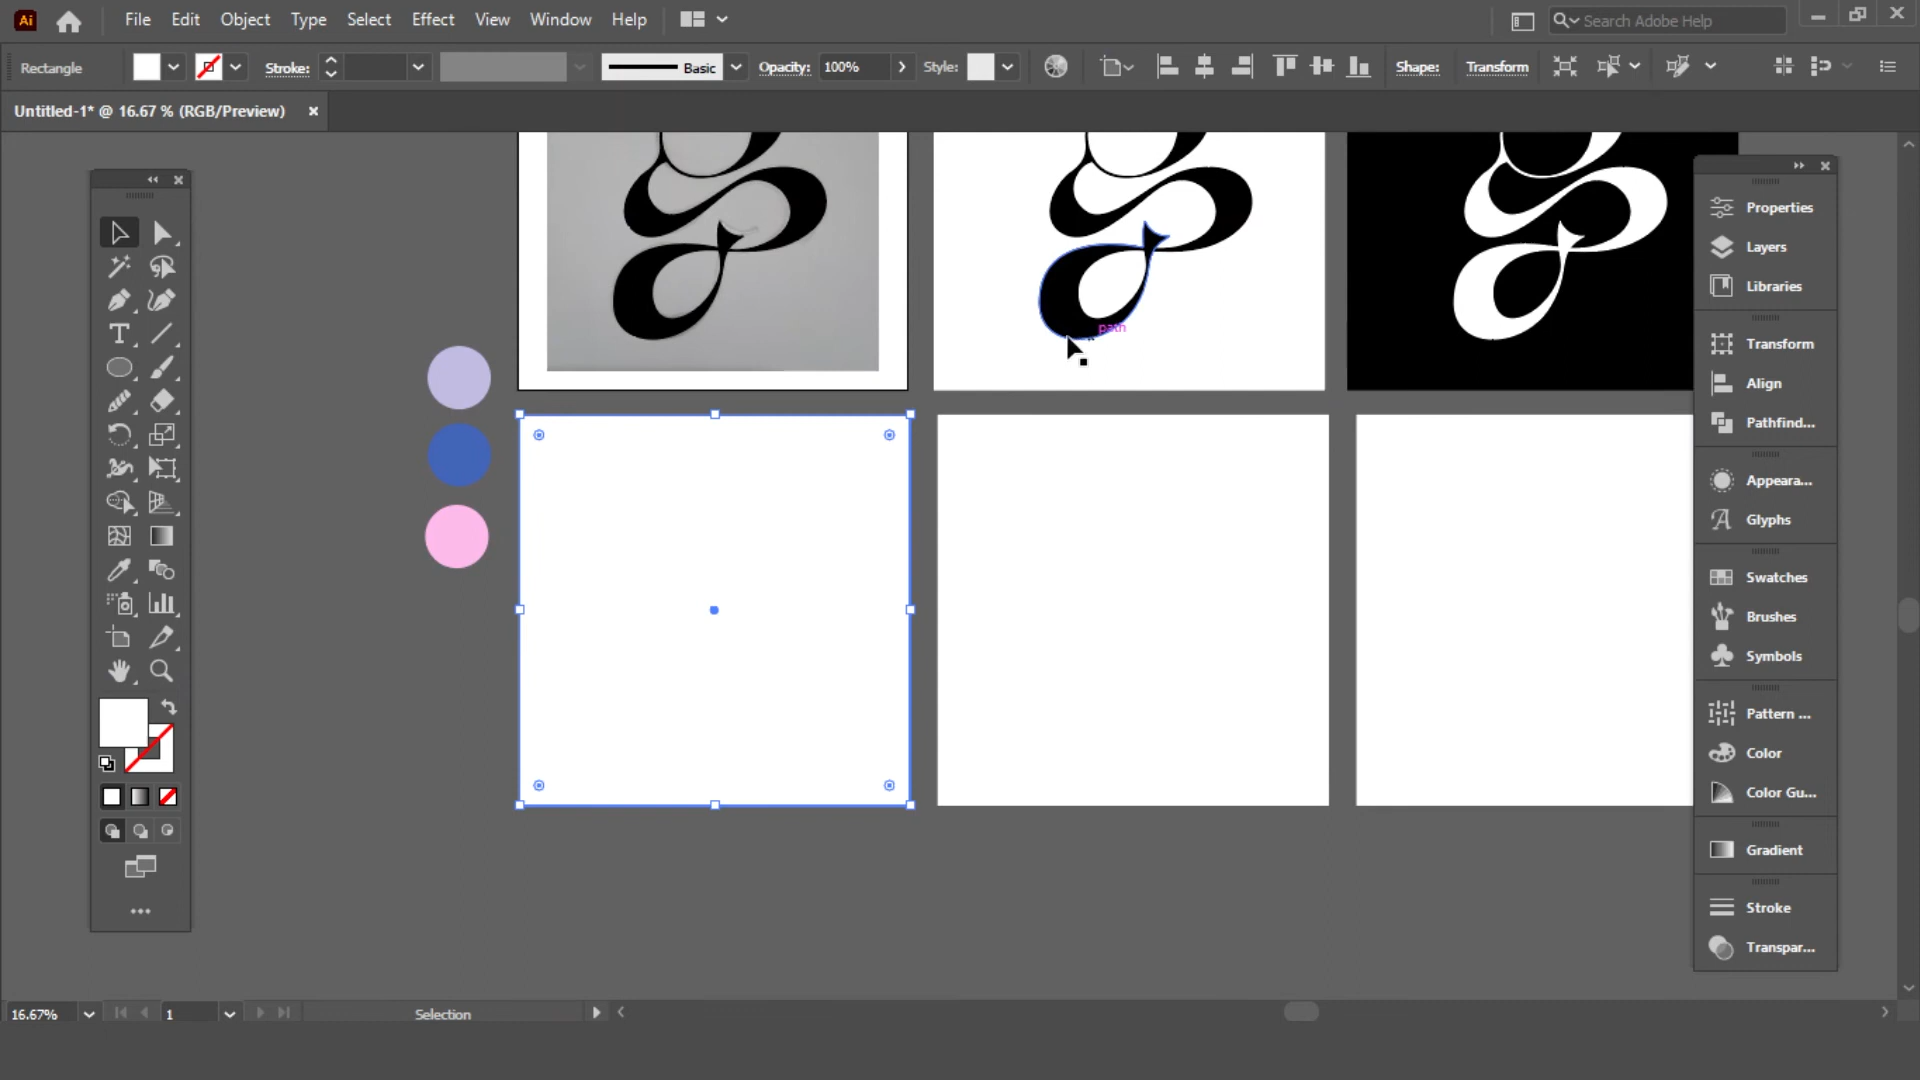 Ai File Edit Object Type Select Effect View Window Help Search Adobe Help
Rectangle Stroke: Basic Opacity: 100% Style: Shape: Transform
Untitled-1* @ 16.67 % (RGB/Preview)
Properties
Layers
Libraries
path
Transform
Align
Pathfind...
Appeara...
Glyphs
Swatches
Brushes
Symbols
Pattern ...
Color
Color Gu...
Gradient
Stroke
Transpar...
16.67% 1 Selection